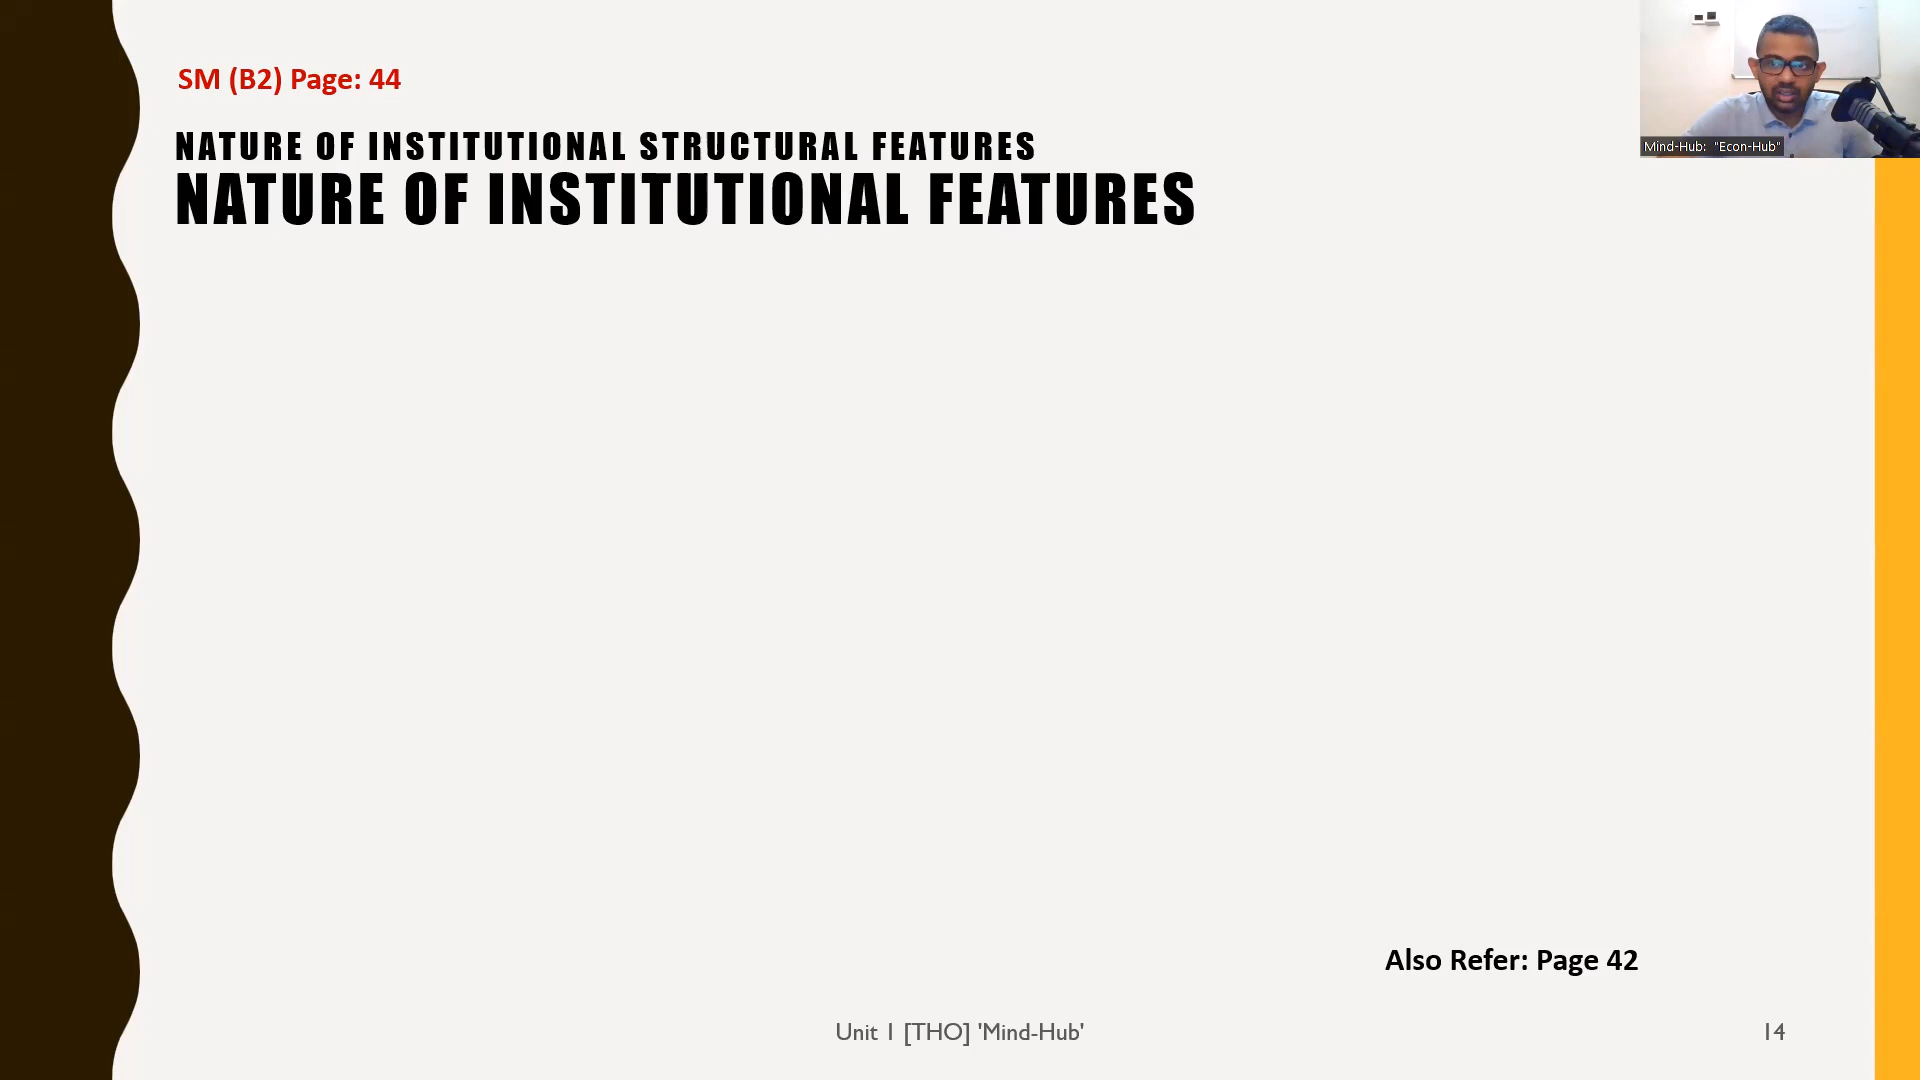 SM (B2) Page: 44
NATURE OF INSTITUTIONAL STRUCTURAL FEATURES
NATURE OF INSTITUTIONAL FEATURES
Mind-Hub: "Econ-Hub"
Also Refer: Page 42
Unit 1 [THO] 'Mind-Hub'
14